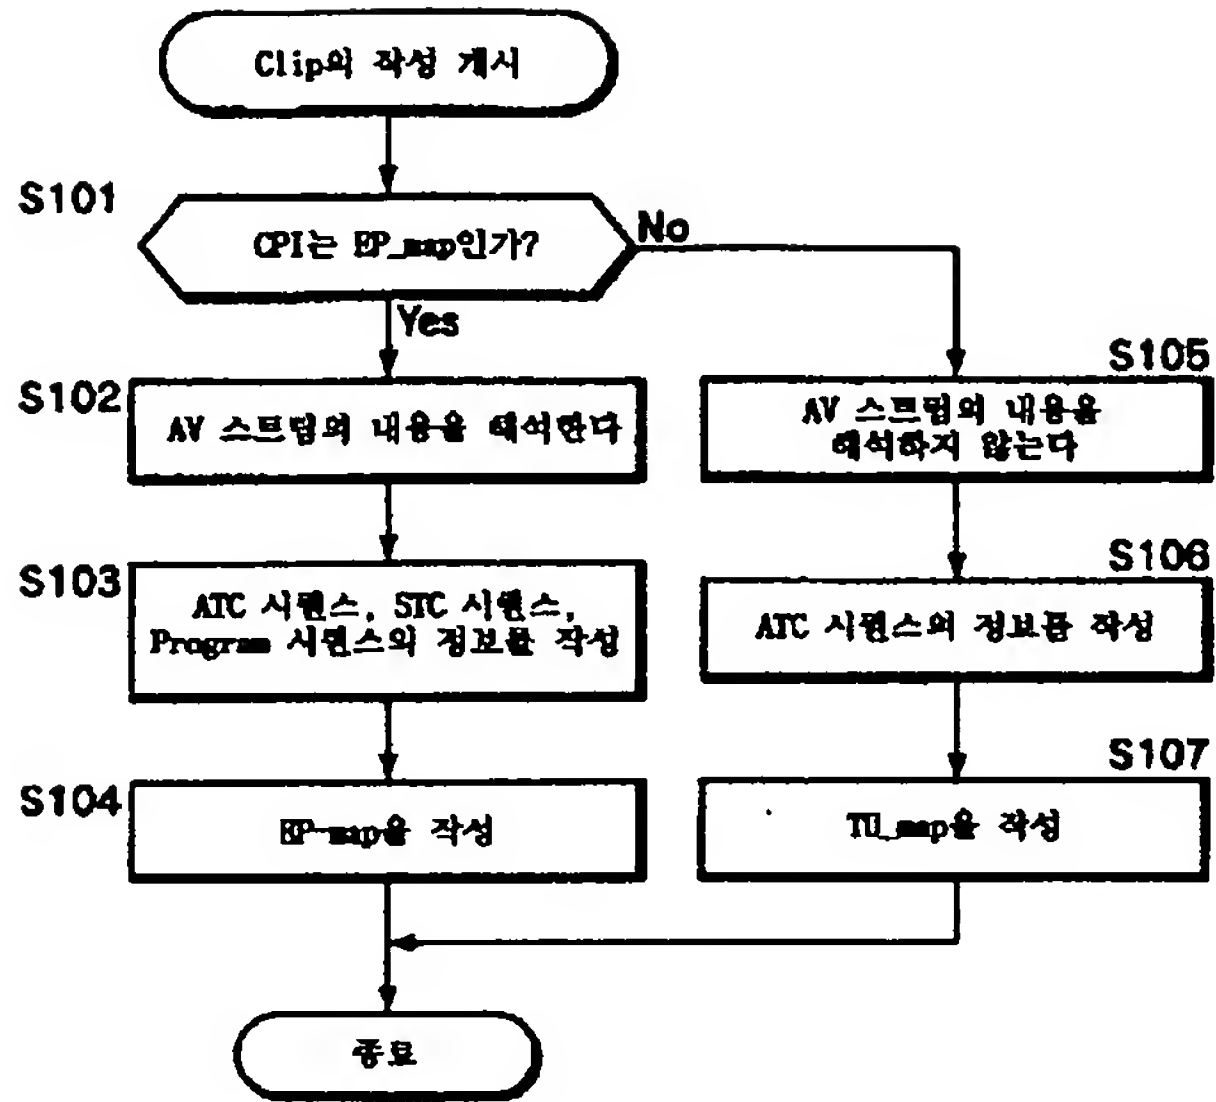 Clip의 작성 개시
S101
CPI는 EP_map인가?
No
Yes
S102
AV 스트림의 내용을 해석한다
S103
ATC 시퀀스, STC 시퀀스,
Program 시퀀스의 정보를 작성
S104
EP-map을 작성
S105
AV 스트림의 내용을
해석하지 않는다
S106
ATC 시퀀스의 정보를 작성
S107
TU_map을 작성
종료